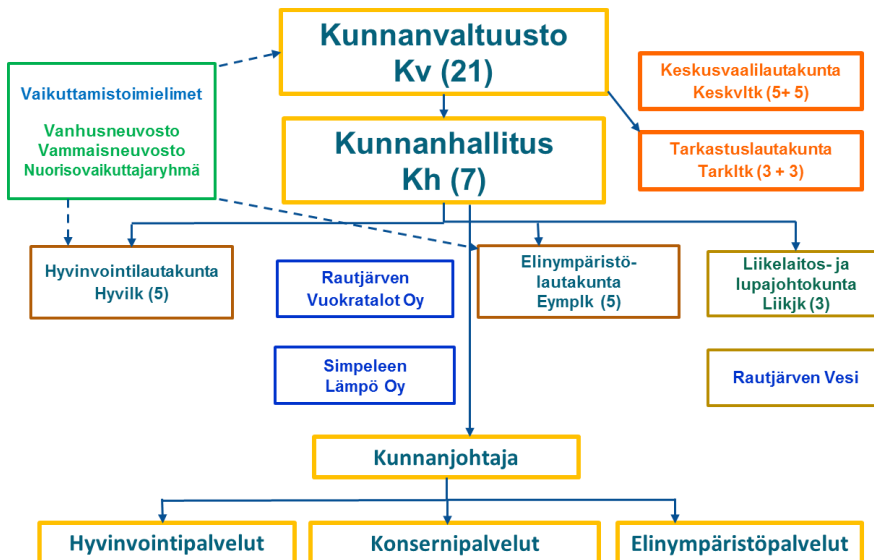 Kunnanvaltuusto
Kv (21)
Keskusvaalilautakunta
Keskvltk (5+ 5)
Vaikuttamistoimielimet
Vanhusneuvosto
Vammaisneuvosto
Nuorisovaikuttajaryhmä
Kunnanhallitus
Kh (7)
Tarkastuslautakunta
Tarkltk (3 + 3)
Hyvinvointilautakunta
Hyvilk (5)
Rautjärven
Vuokratalot Oy
Elinympäristö-
lautakunta
Eymplk (5)
Liikelaitos- ja
lupajohtokunta
Liikjk (3)
Simpeleen
Lämpö Oy
Rautjärven Vesi
Kunnanjohtaja
Hyvinvointipalvelut
Konsernipalvelut
Elinympäristöpalvelut